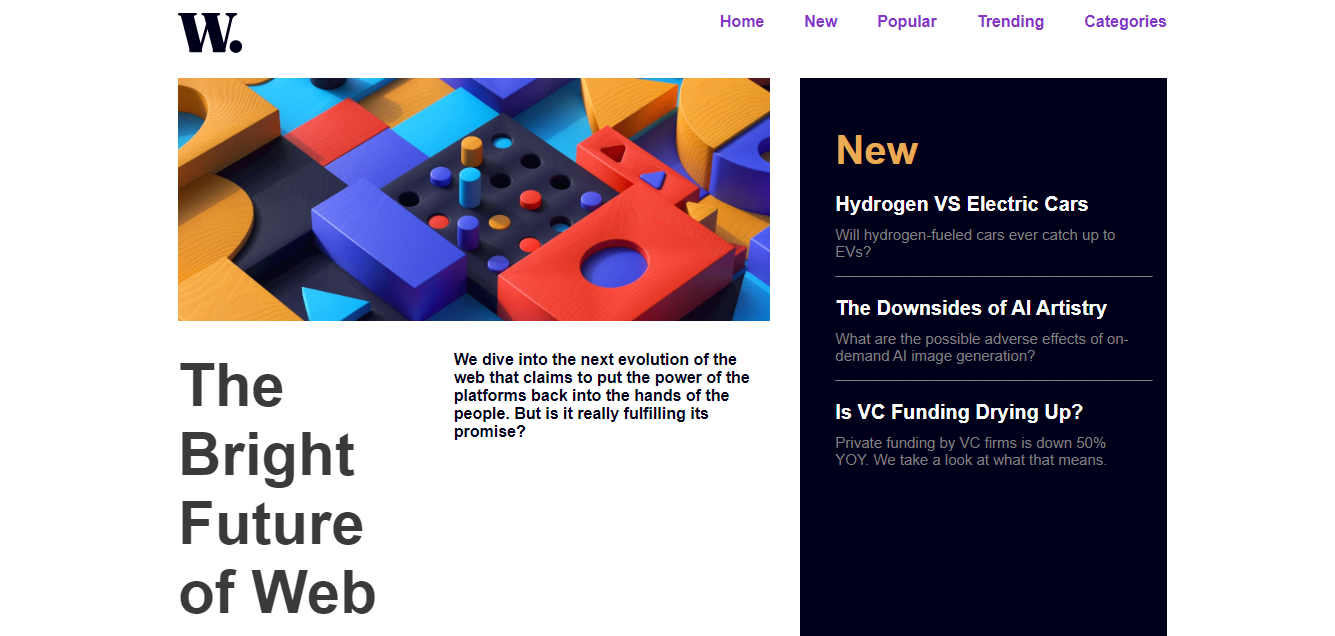 W.
Home New Popular Trending Categories
The
Bright
Future
of Web
We dive into the next evolution of the
web that claims to put the power of the
platforms back into the hands of the
people. But is it really fulfilling its
promise?
New
Hydrogen VS Electric Cars
Will hydrogen-fueled cars ever catch up to
EVs?
The Downsides of AI Artistry
What are the possible adverse effects of on-
demand AI image generation?
Is VC Funding Drying Up?
Private funding by VC firms is down 50%
YOY. We take a look at what that means.